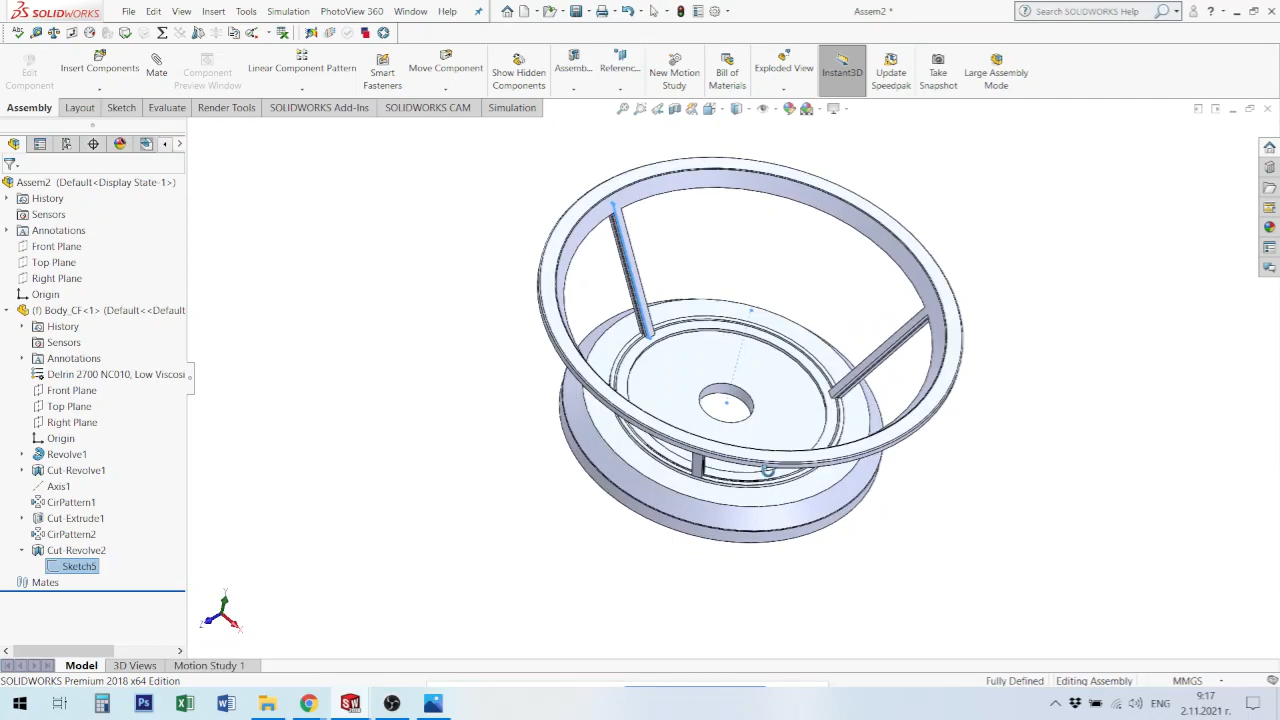 SOLIDWORKS
File Edit View Insert Tools Simulation PhotoView 360 Window Help
Assem2 *
Search SOLIDWORKS Help
Edit Component
Insert Components
Mate
Component Preview Window
Linear Component Pattern
Smart Fasteners
Move Component
Show Hidden Components
Assemb...
Referenc...
New Motion Study
Bill of Materials
Exploded View
Instant3D
Update Speedpak
Take Snapshot
Large Assembly Mode
Assembly Layout Sketch Evaluate Render Tools SOLIDWORKS Add-Ins SOLIDWORKS CAM Simulation
Assem2 (Default<Display State-1>)
History
Sensors
Annotations
Front Plane
Top Plane
Right Plane
Origin
(f) Body_CF<1> (Default<<Default
History
Sensors
Annotations
Delrin 2700 NC010, Low Viscosi
Front Plane
Top Plane
Right Plane
Origin
Revolve1
Cut-Revolve1
Axis1
CirPattern1
Cut-Extrude1
CirPattern2
Cut-Revolve2
Sketch5
Mates
Y
Z X
Model 3D Views Motion Study 1
SOLIDWORKS Premium 2018 x64 Edition
Fully Defined Editing Assembly MMGS
ENG
9:17
2.11.2021 г.